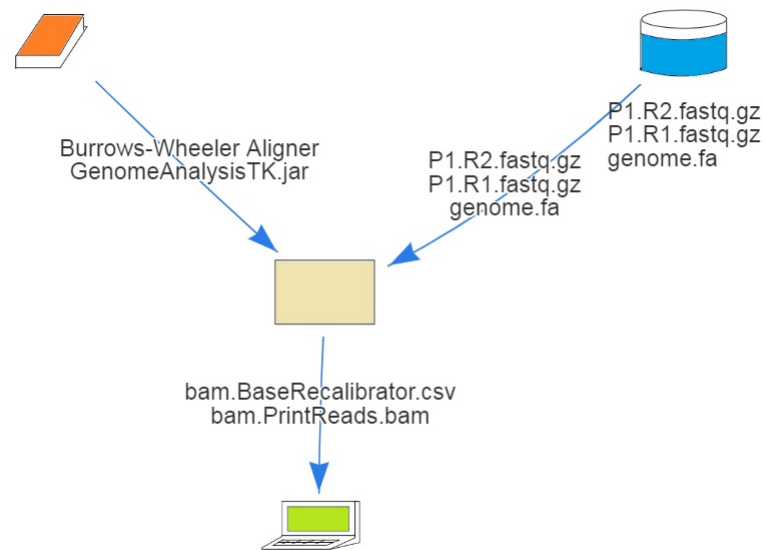 Burrows-Wheeler Aligner
GenomeAnalysisTK.jar
P1.R2.fastq.gz
P1.R1.fastq.gz
genome.fa
P1.R2.fastq.gz
P1.R1.fastq.gz
genome.fa
bam.BaseRecalibrator.csv
bam.PrintReads.bam